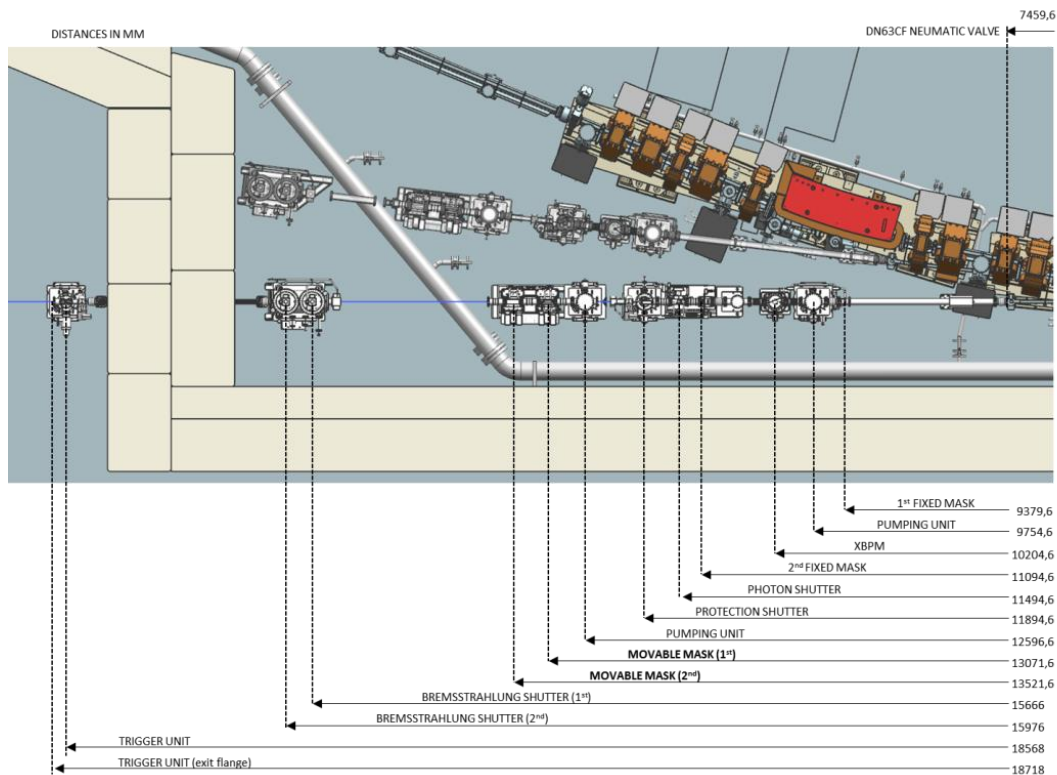 7459,6
DISTANCES IN MM
DN63CF NEUMATIC VALVE
1st FIXED MASK
9379,6
PUMPING UNIT
9754,6
XBPM
10204,6
2nd FIXED MASK
11094,6
PHOTON SHUTTER
11494,6
PROTECTION SHUTTER
11894,6
PUMPING UNIT
12596,6
MOVABLE MASK (1st)
13071,6
MOVABLE MASK (2nd)
13521,6
BREMSSTRAHLUNG SHUTTER (1st)
15666
BREMSSTRAHLUNG SHUTTER (2nd)
15976
TRIGGER UNIT
18568
TRIGGER UNIT (exit flange)
18718